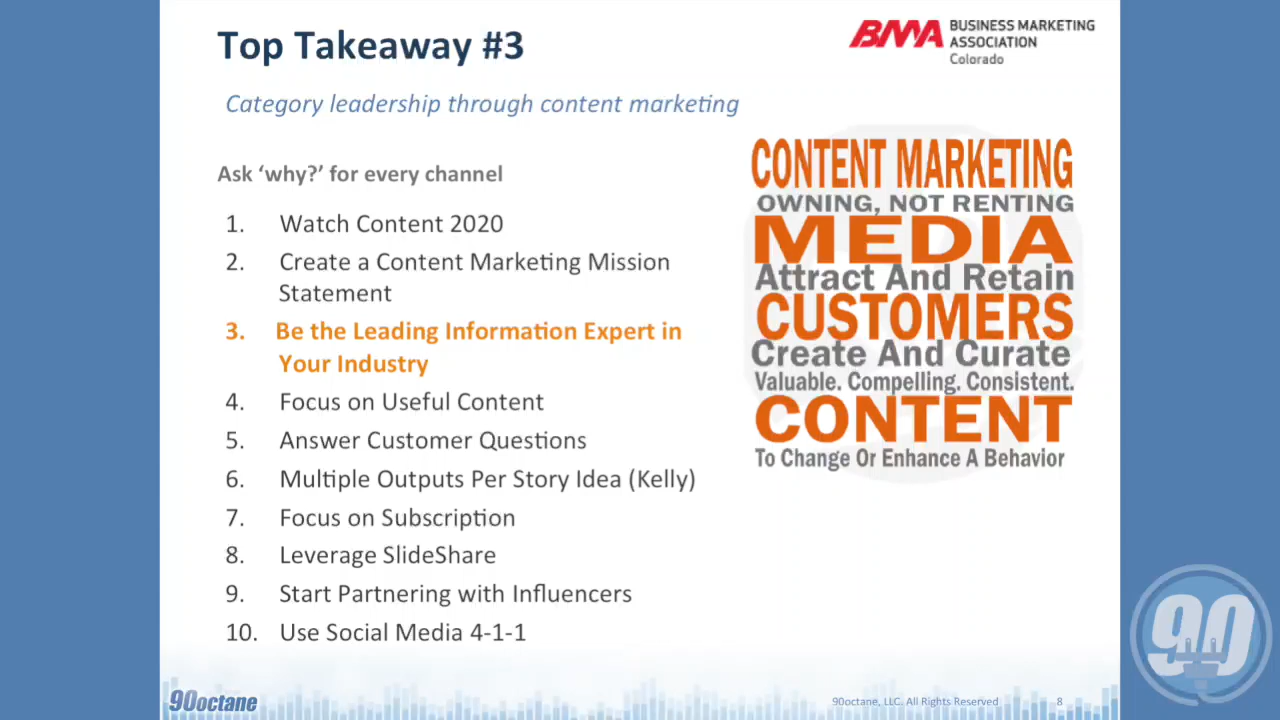 Top Takeaway #3
BMA BUSINESS MARKETING
ASSOCIATION
Colorado
Category leadership through content marketing
Ask ‘why?’ for every channel
1. Watch Content 2020
2. Create a Content Marketing Mission
Statement
3. Be the Leading Information Expert in
Your Industry
4. Focus on Useful Content
5. Answer Customer Questions
6. Multiple Outputs Per Story Idea (Kelly)
7. Focus on Subscription
8. Leverage SlideShare
9. Start Partnering with Influencers
10. Use Social Media 4-1-1
CONTENT MARKETING
OWNING, NOT RENTING
MEDIA
Attract And Retain
CUSTOMERS
Create And Curate
Valuable. Compelling. Consistent.
CONTENT
To Change Or Enhance A Behavior
90octane
90octane, LLC. All Rights Reserved
8
90